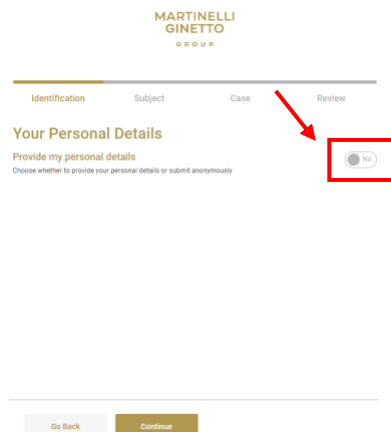 MARTINELLI
GINETTO
GROUP
Identification Subject Case Review
Your Personal Details
Provide my personal details
No
Choose whether to provide your personal details or submit anonymously
Go Back Continue